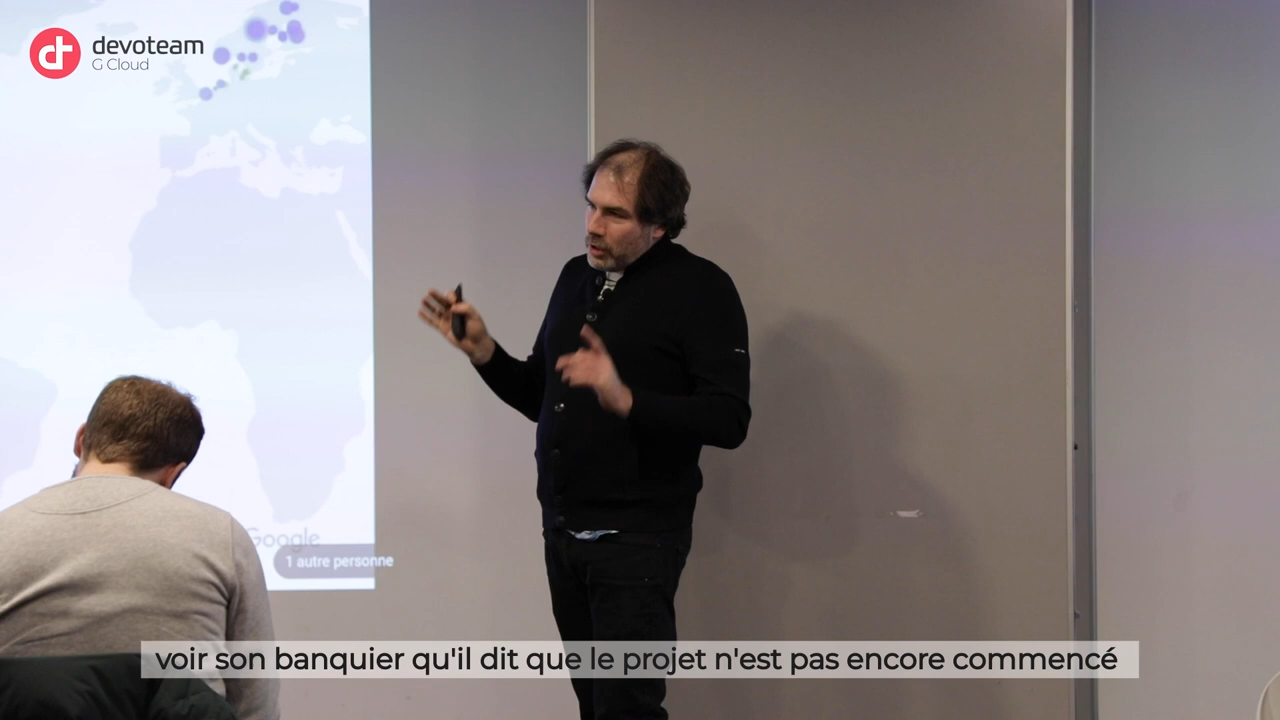 devoteam
G Cloud
Google
1 autre personne
voir son banquier qu'il dit que le projet n'est pas encore commencé